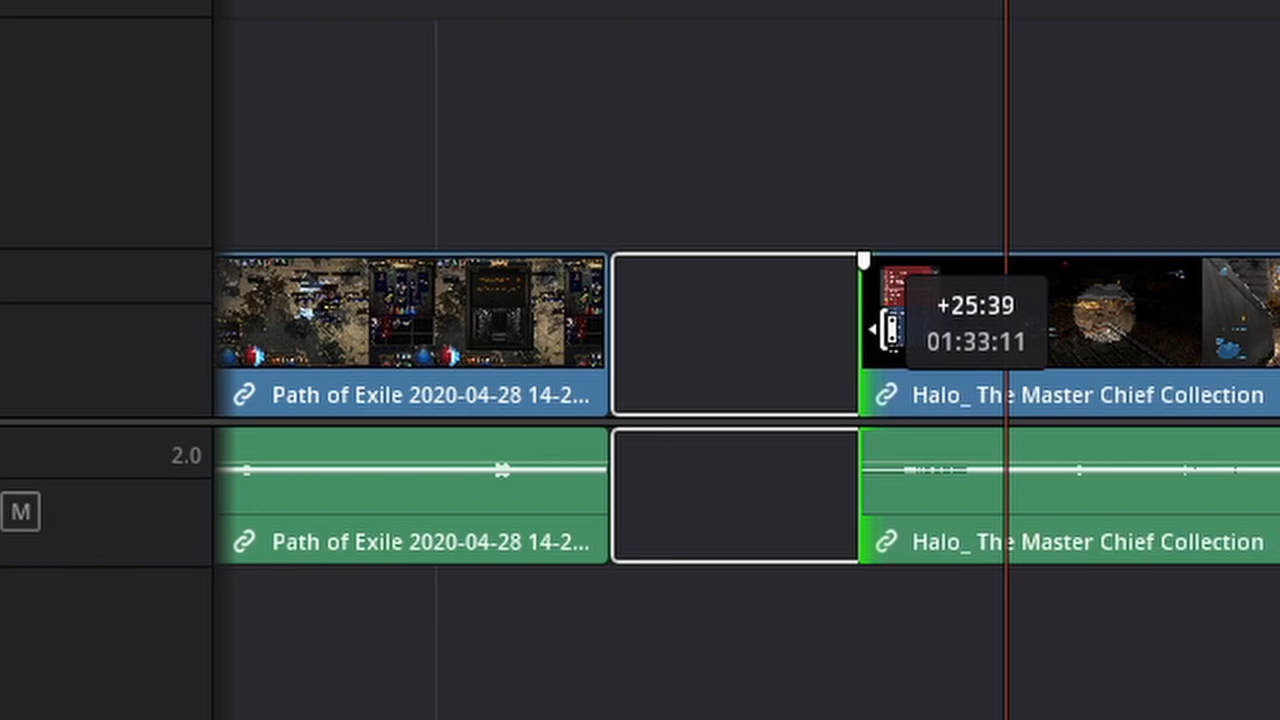 +25:39
01:33:11
Path of Exile 2020-04-28 14-2...
Halo_ The Master Chief Collection
2.0
M
Path of Exile 2020-04-28 14-2...
Halo_ The Master Chief Collection